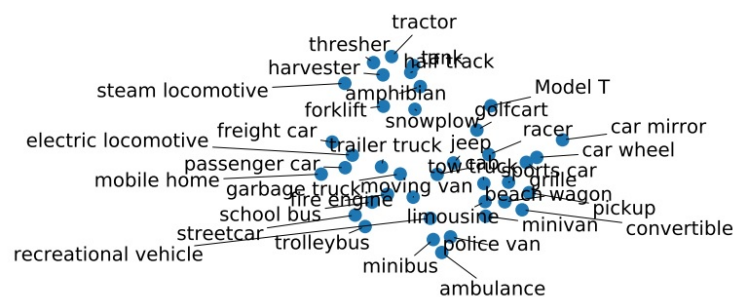 tractor
thresher
tank
half track
harvester
steam locomotive
amphibian
Model T
forklift
golfcart
snowplow
freight car
racer
car mirror
electric locomotive
trailer truck
jeep
car wheel
passenger car
tow truck
cab
sports car
mobile home
grille
garbage truck
moving van
beach wagon
fire engine
pickup
school bus
limousine
minivan
convertible
streetcar
trolleybus
police van
recreational vehicle
minibus
ambulance